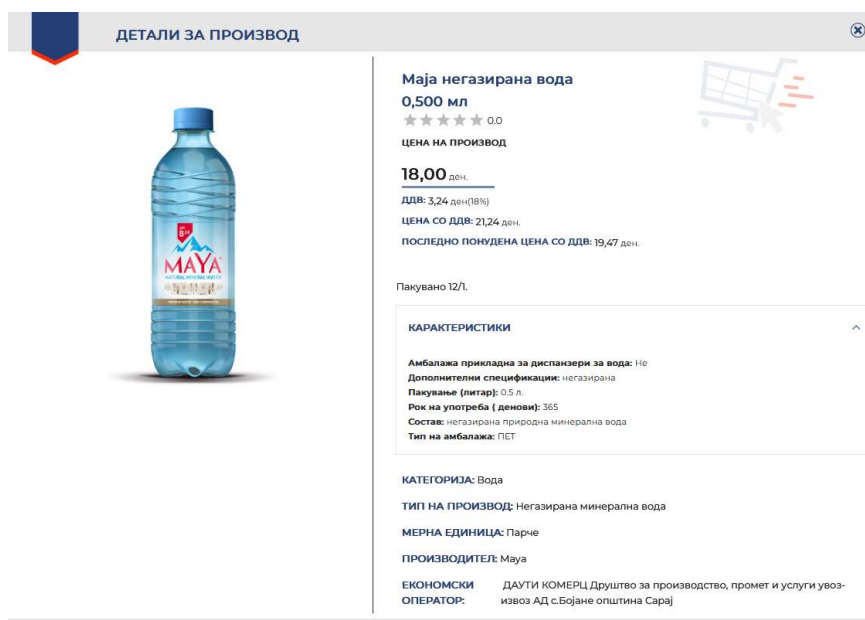 ДЕТАЛИ ЗА ПРОИЗВОД
8
MAYA
NATURAL MINERAL WATER
Маја негазирана вода
0,500 мл
0.0
ЦЕНА НА ПРОИЗВОД
18,00 ден.
ДДВ: 3,24 ден(18%)
ЦЕНА СО ДДВ: 21,24 ден.
ПОСЛЕДНО ПОНУДЕНА ЦЕНА СО ДДВ: 19,47 ден.
Пакувано 12/1.
КАРАКТЕРИСТИКИ
Амбалажа прикладна за диспанзери за вода: Не
Дополнителни спецификации: негазирана
Пакување (литар): 0.5 л.
Рок на употреба ( денови): 365
Состав: негазирана природна минерална вода
Тип на амбалажа: ПЕТ
КАТЕГОРИЈА: Вода
ТИП НА ПРОИЗВОД: Негазирана минерална вода
МЕРНА ЕДИНИЦА: Парче
ПРОИЗВОДИТЕЛ: Maya
ЕКОНОМСКИ ОПЕРАТОР: ДАУТИ КОМЕРЦ Друштво за производство, промет и услуги увоз-
извоз АД с.Бојане општина Сарај